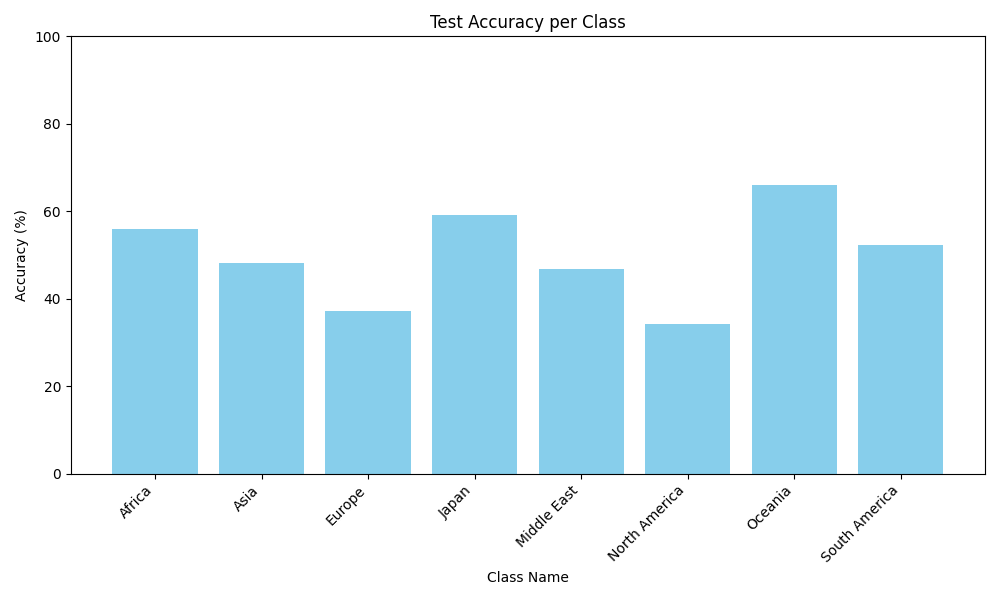 Test Accuracy per Class
100
80
60
40
20
0
Accuracy (%)
Africa
Asia
Europe
Japan
Middle East
North America
Oceania
South America
Class Name